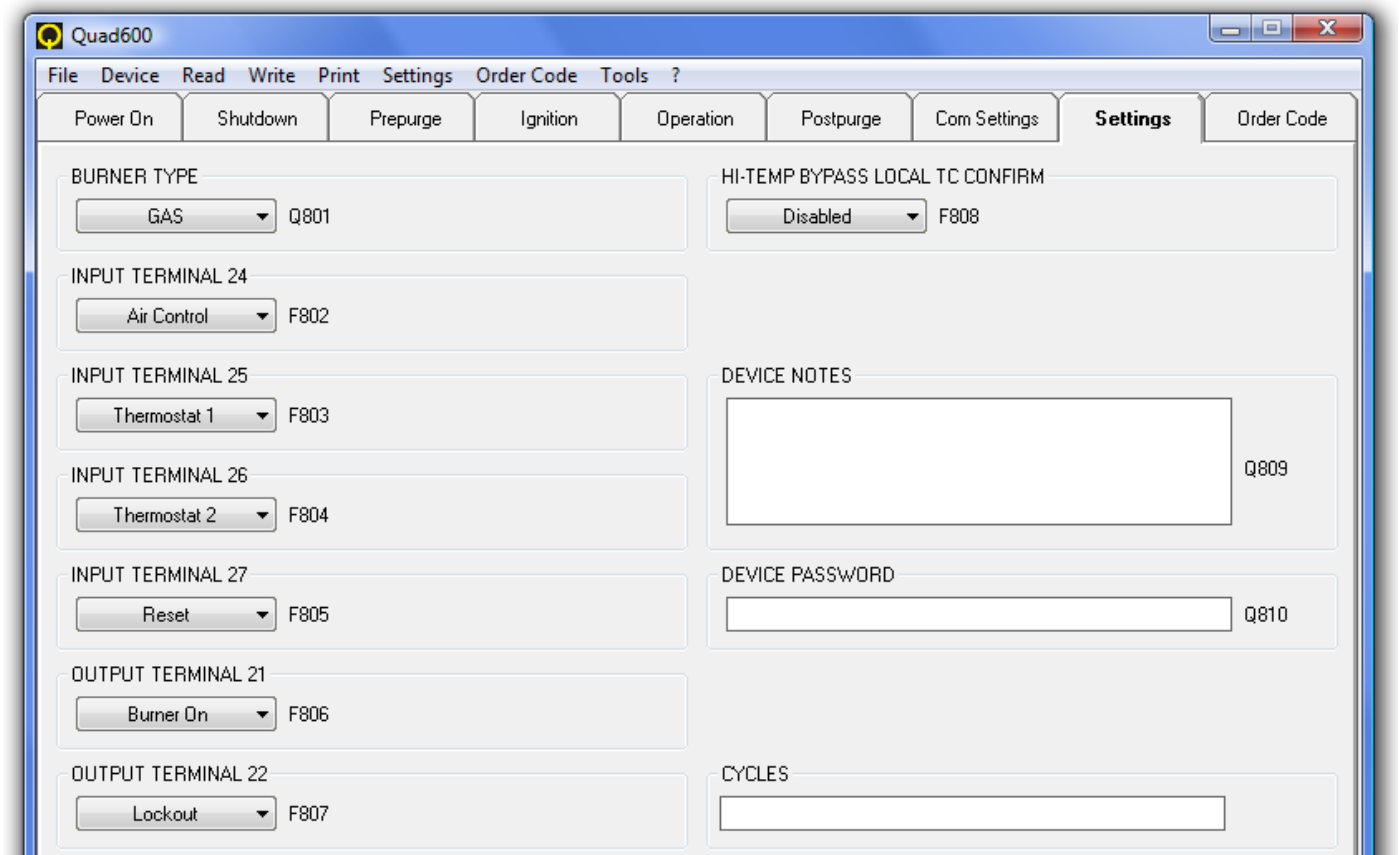 Quad600
File Device Read Write Print Settings Order Code Tools ?
Power On Shutdown Prepurge Ignition Operation Postpurge Com Settings Settings Order Code
BURNER TYPE
GAS Q801
INPUT TERMINAL 24
Air Control F802
INPUT TERMINAL 25
Thermostat 1 F803
INPUT TERMINAL 26
Thermostat 2 F804
INPUT TERMINAL 27
Reset F805
OUTPUT TERMINAL 21
Burner On F806
OUTPUT TERMINAL 22
Lockout F807
HI-TEMP BYPASS LOCAL TC CONFIRM
Disabled F808
DEVICE NOTES
Q809
DEVICE PASSWORD
Q810
CYCLES